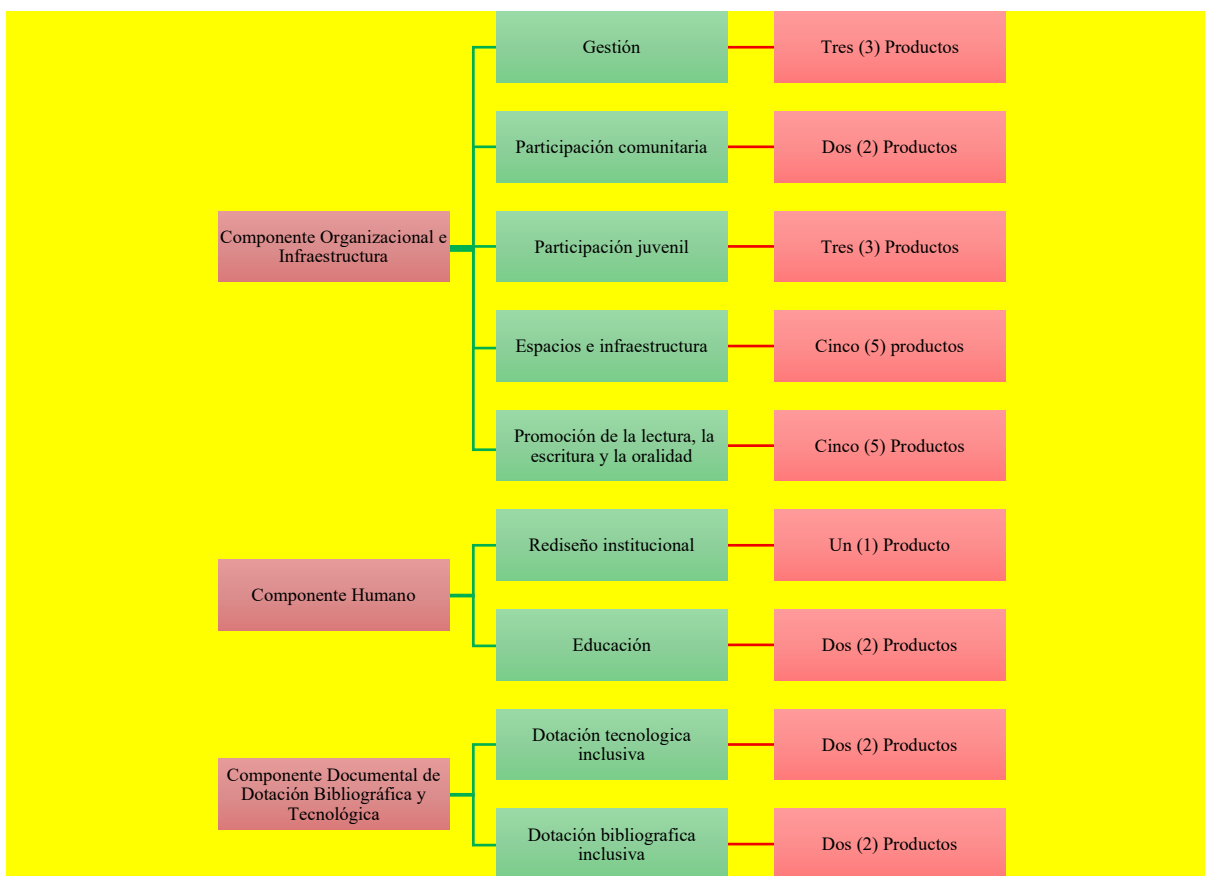 Gestión
Tres (3) Productos
Participación comunitaria
Dos (2) Productos
Componente Organizacional e
Infraestructura
Participación juvenil
Tres (3) Productos
Espacios e infraestructura
Cinco (5) productos
Promoción de la lectura, la
escritura y la oralidad
Cinco (5) Productos
Componente Humano
Rediseño institucional
Un (1) Producto
Educación
Dos (2) Productos
Componente Documental de
Dotación Bibliográfica y
Tecnológica
Dotación tecnologica
inclusiva
Dos (2) Productos
Dotación bibliografica
inclusiva
Dos (2) Productos